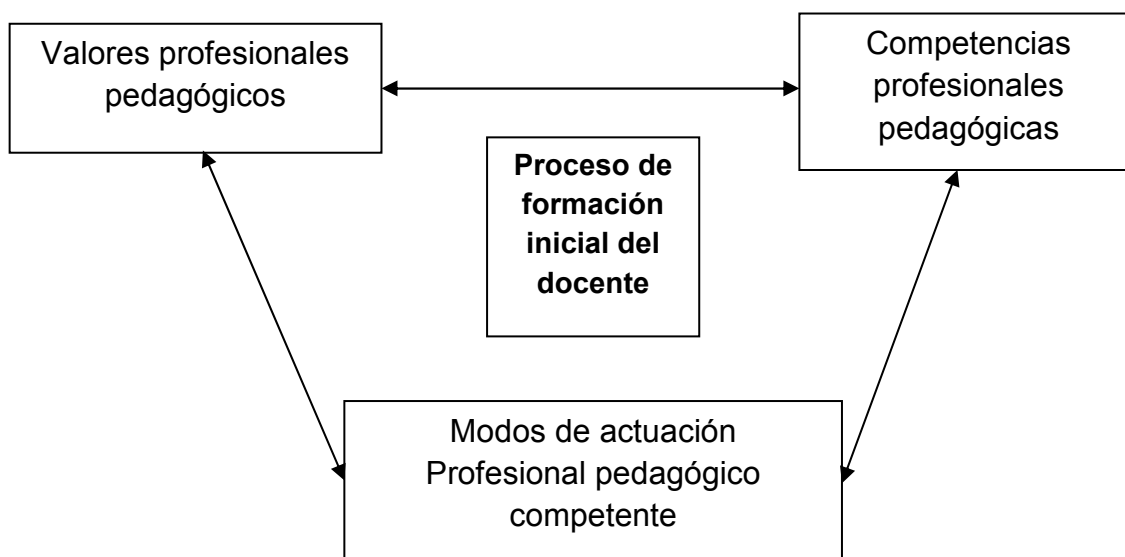 Valores profesionales
pedagógicos
Competencias
profesionales
pedagógicas
Proceso de
formación
inicial del
docente
Modos de actuación
Profesional pedagógico
competente